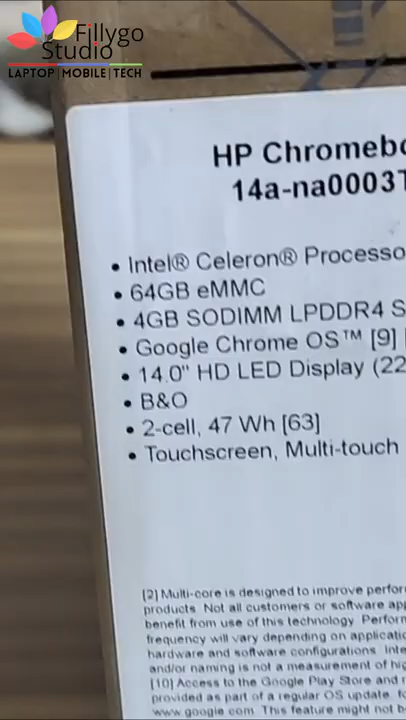 Fillygo
Studio
LAPTOP | MOBILE | TECH
HP Chromebo
14a-na0003T
• Intel® Celeron® Processo
• 64GB eMMC
• 4GB SODIMM LPDDR4 S
• Google Chrome OS™ [9]
• 14.0" HD LED Display (22
• B&O
• 2-cell, 47 Wh [63]
• Touchscreen, Multi-touch
[2] Multi-core is designed to improve perfor
products. Not all customers or software app
benefit from use of this technology. Perform
frequency will vary depending on applicatio
hardware and software configurations. Inte
and/or naming is not a measurement of hig
[10] Access to the Google Play Store and r
provided as part of a regular OS update, fo
www.google.com. This feature might not b